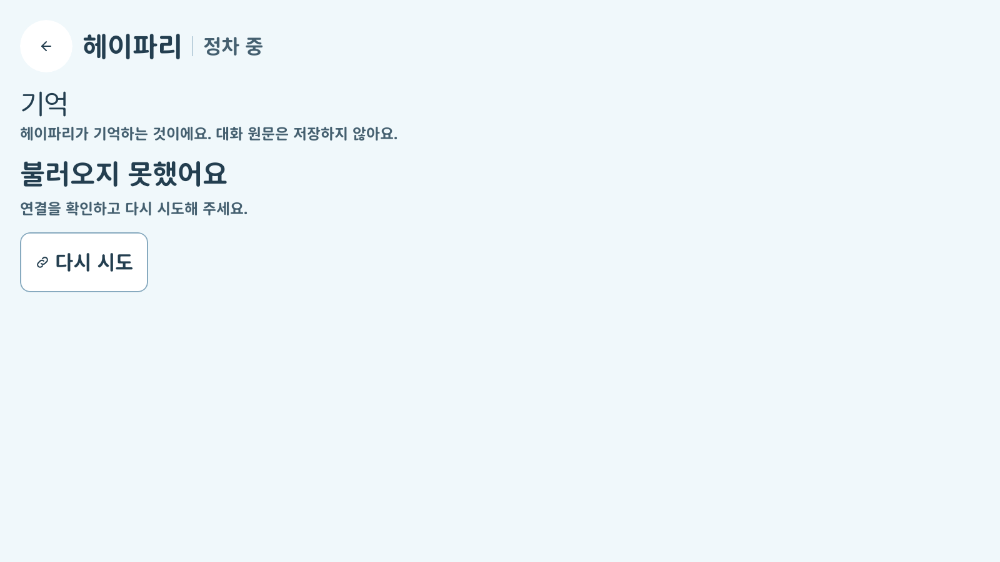 헤이파리 정차 중
기억
헤이파리가 기억하는 것이에요. 대화 원문은 저장하지 않아요.
불러오지 못했어요
연결을 확인하고 다시 시도해 주세요.
다시 시도